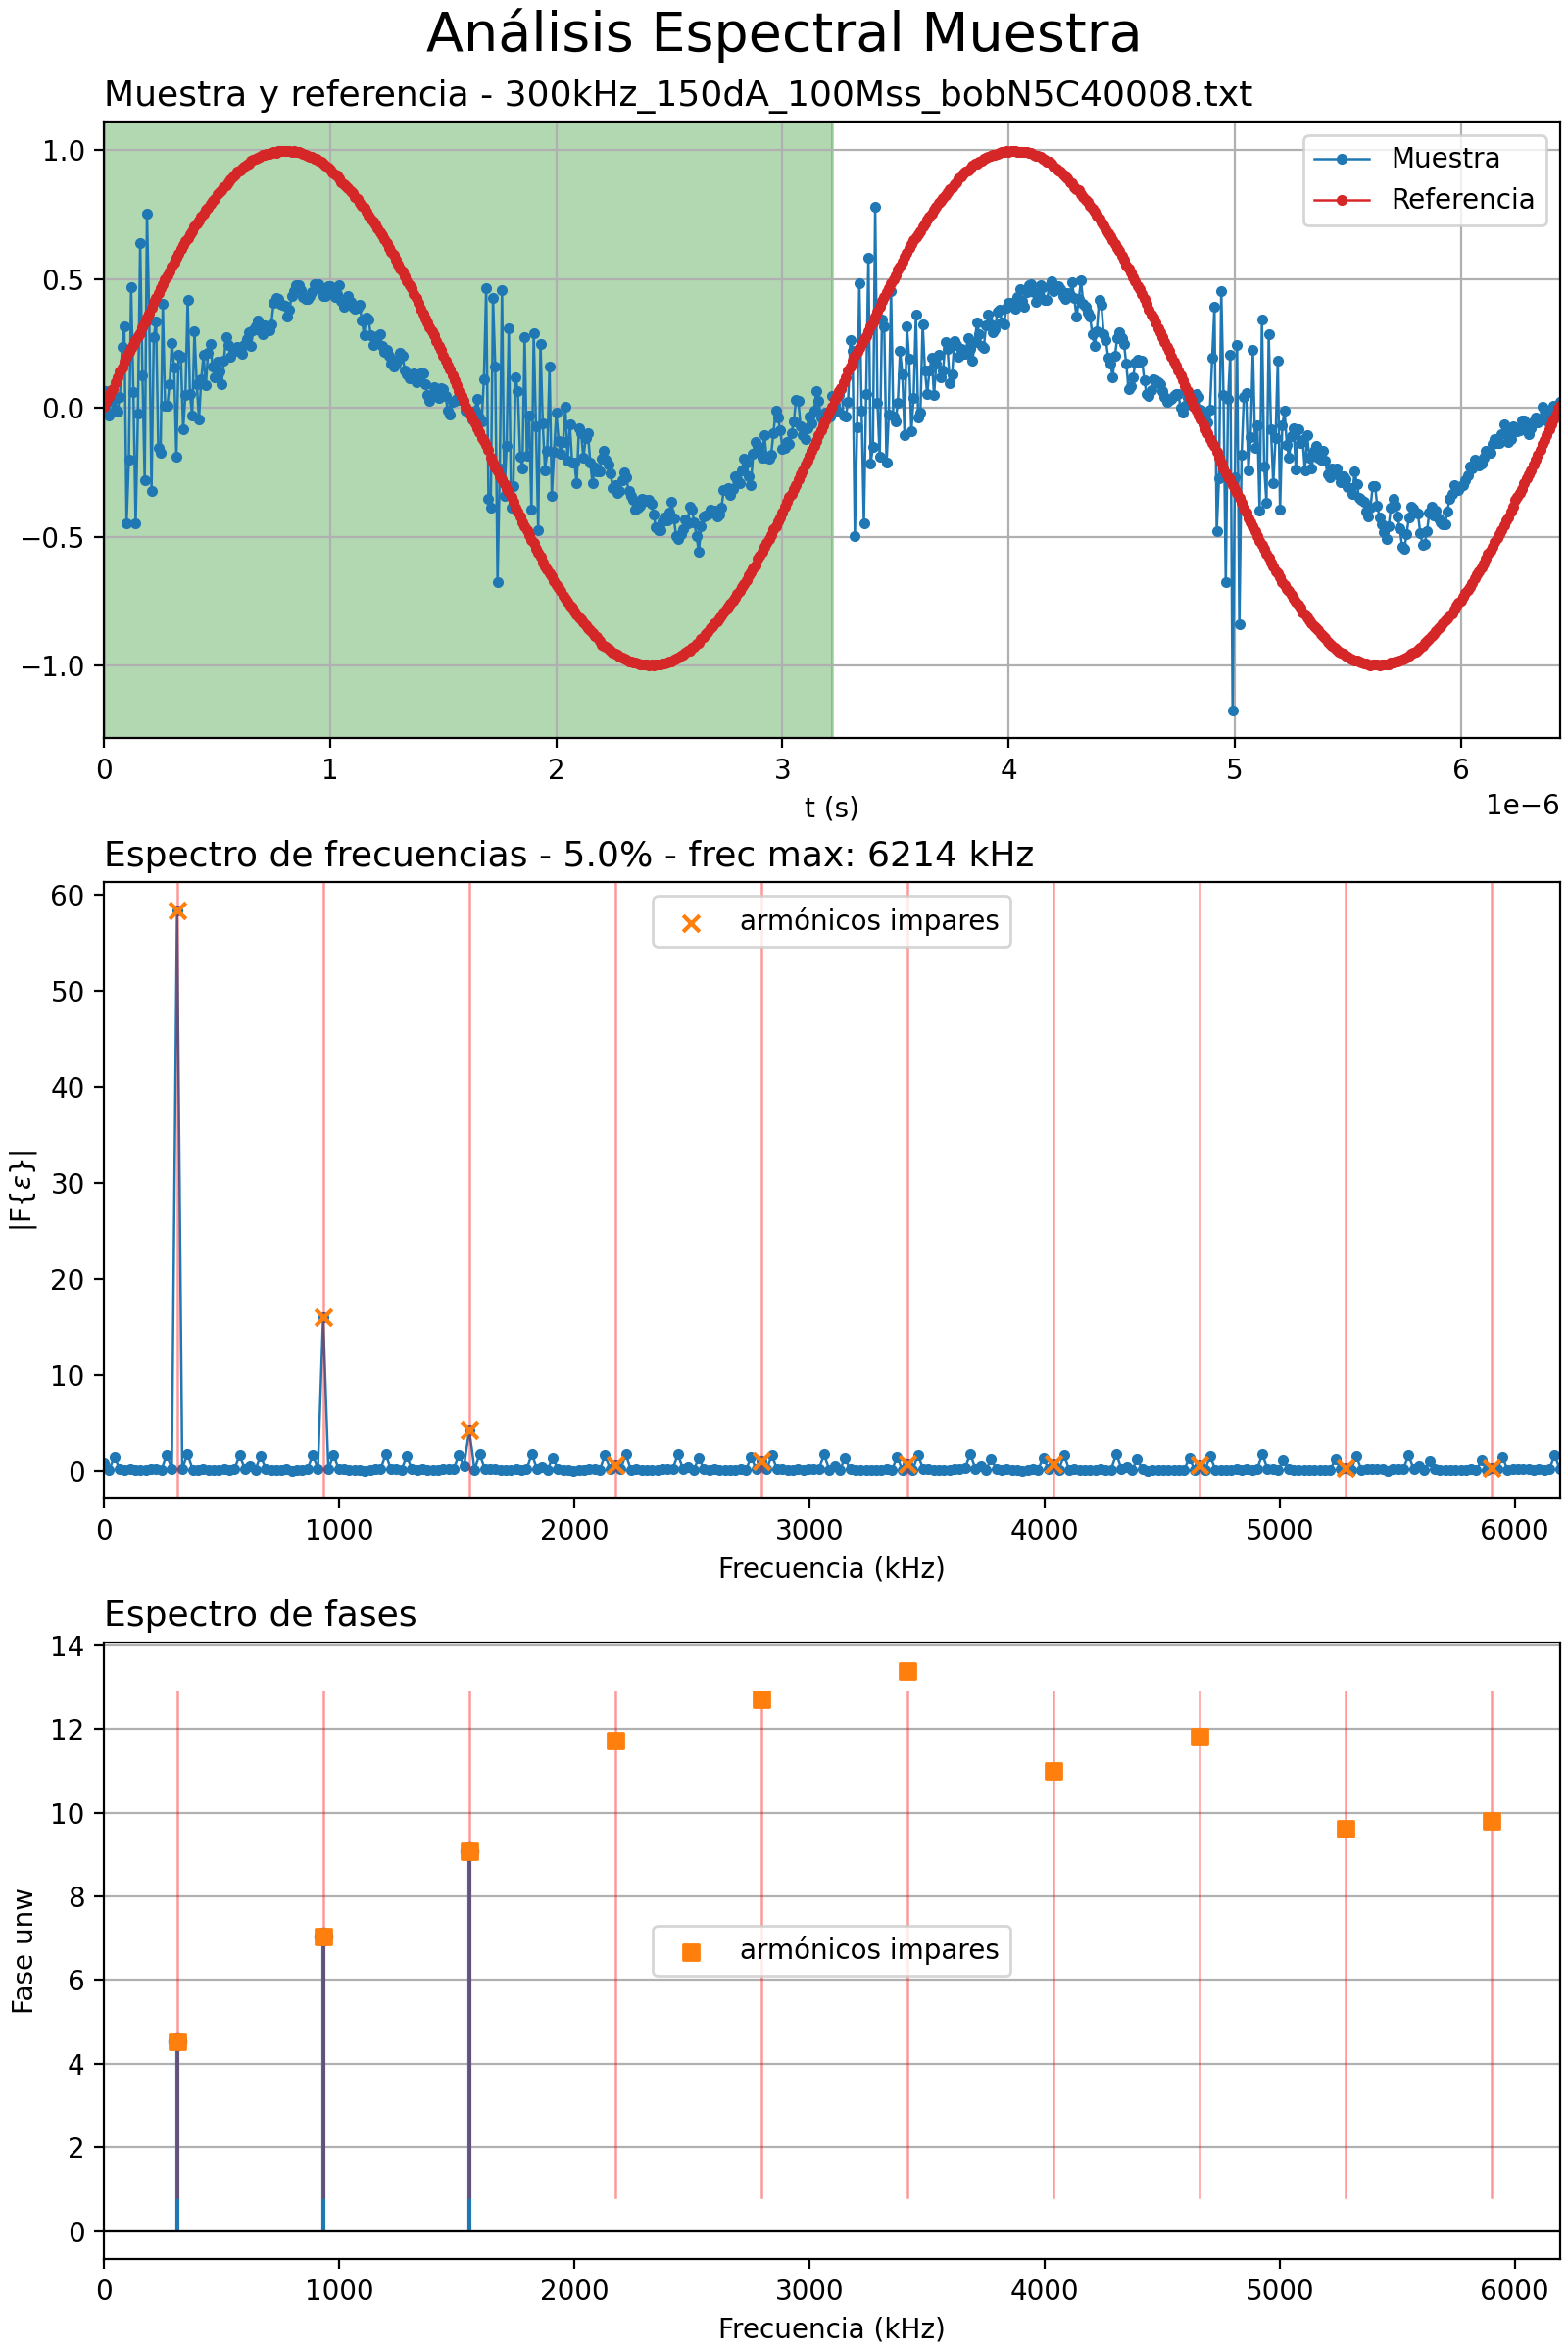 Análisis Espectral Muestra
Muestra y referencia - 300kHz_150dA_100Mss_bobN5C40008.txt
1.0
0.5
0.0
−0.5
−1.0
Muestra
Referencia
0 1 2 3 4 5 6
t (s)
1e−6
Espectro de frecuencias - 5.0% - frec max: 6214 kHz
60
50
40
30
20
10
0
|F{ε}|
armónicos impares
0 1000 2000 3000 4000 5000 6000
Frecuencia (kHz)
Espectro de fases
14
12
10
8
6
4
2
0
Fase unw
armónicos impares
0 1000 2000 3000 4000 5000 6000
Frecuencia (kHz)